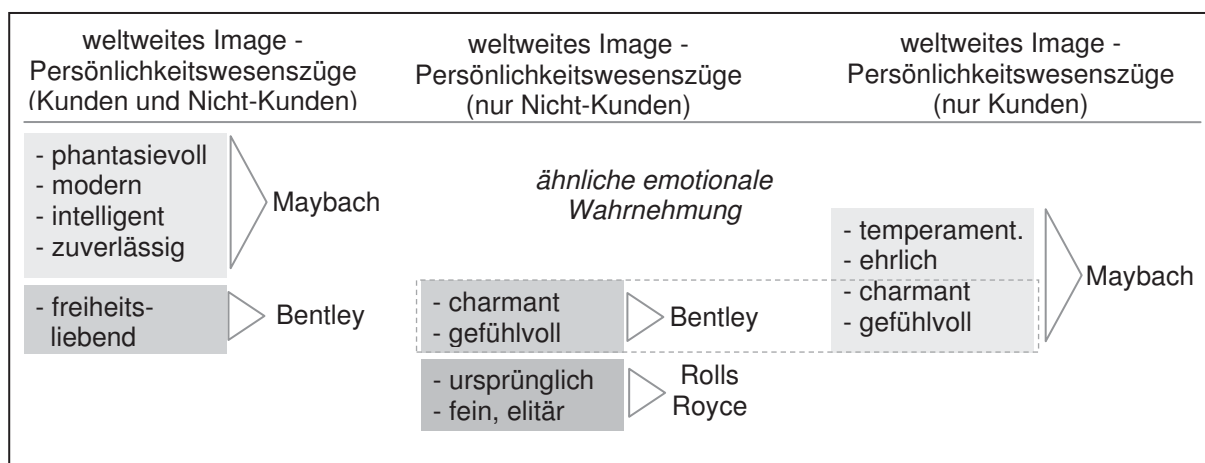 weltweites Image -
Persönlichkeitswesenszüge
(Kunden und Nicht-Kunden)
weltweites Image -
Persönlichkeitswesenszüge
(nur Nicht-Kunden)
weltweites Image -
Persönlichkeitswesenszüge
(nur Kunden)
- phantasievoll
- modern
- intelligent
- zuverlässig
Maybach
- freiheits-
liebend
Bentley
ähnliche emotionale
Wahrnehmung
- charmant
- gefühlvoll
Bentley
- ursprünglich
- fein, elitär
Rolls
Royce
- temperament.
- ehrlich
- charmant
- gefühlvoll
Maybach